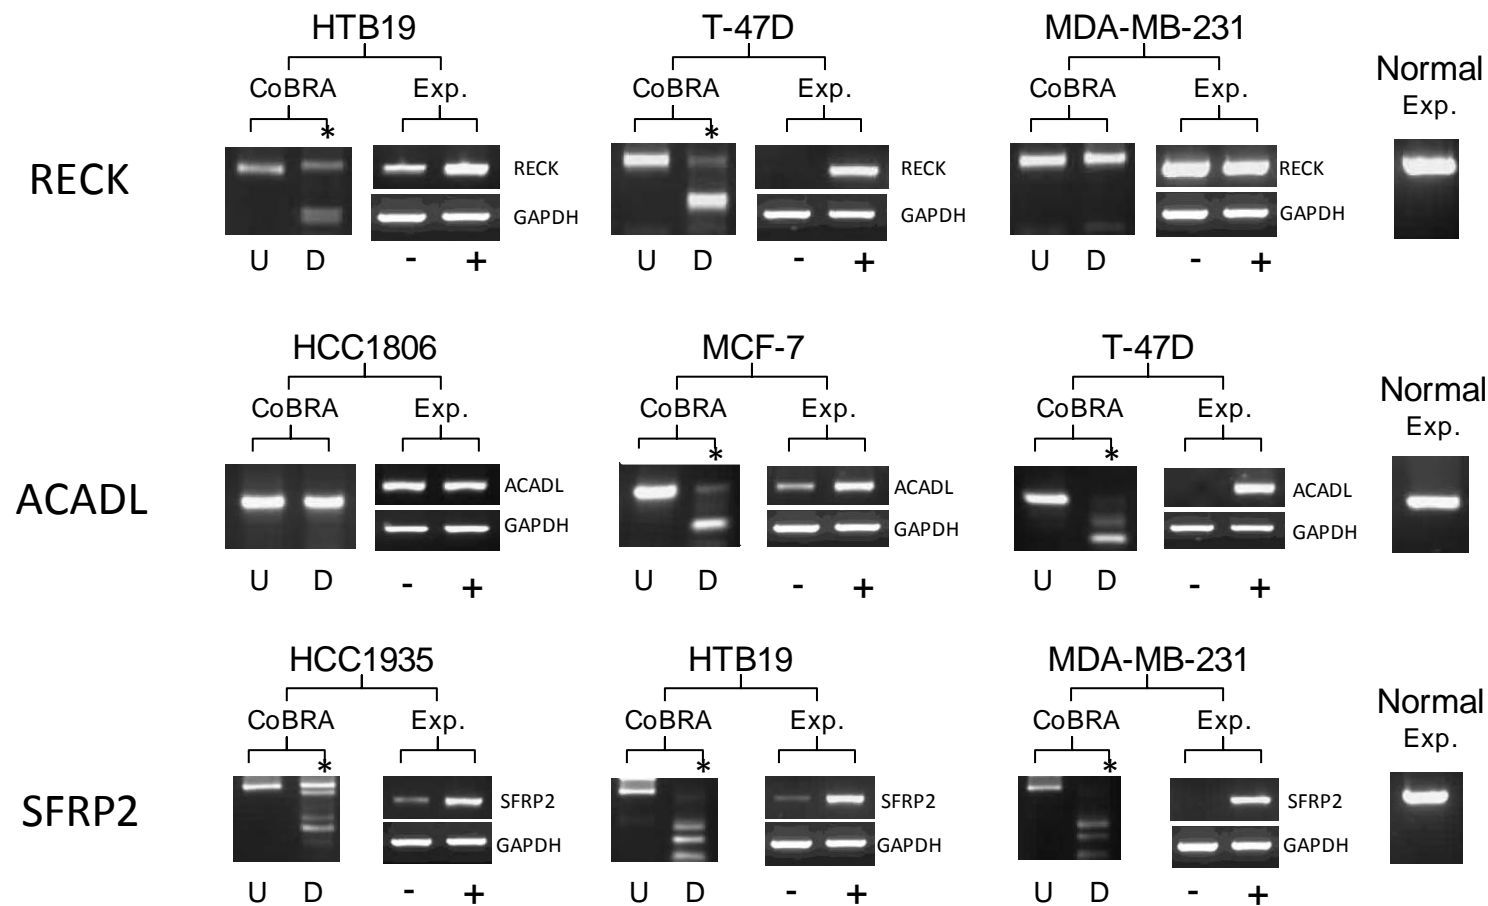 HTB19 T-47D MDA-MB-231
Normal
CoBRA Exp. CoBRA Exp. CoBRA Exp.
Exp.
* *
RECK
RECK RECK RECK
GAPDH GAPDH GAPDH
U D - + U D - + U D - +
HCC1806 MCF-7 T-47D
Normal
CoBRA Exp. CoBRA Exp. CoBRA Exp.
Exp.
* *
ACADL
ACADL ACADL ACADL
GAPDH GAPDH GAPDH
U D - + U D - + U D - +
HCC1935 HTB19 MDA-MB-231
Normal
CoBRA Exp. CoBRA Exp. CoBRA Exp.
Exp.
* * *
SFRP2
SFRP2 SFRP2 SFRP2
GAPDH GAPDH GAPDH
U D - + U D - + U D - +